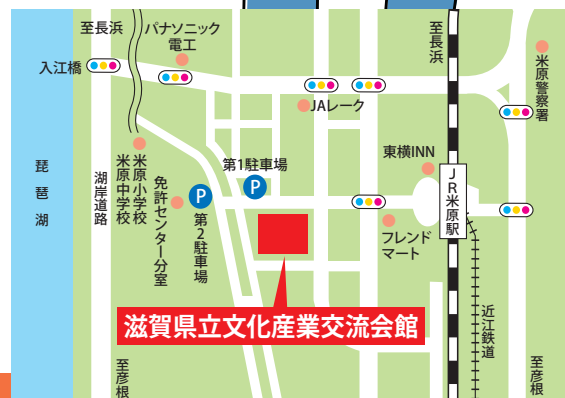 至長浜
パナソニック
電工
入江橋
至長浜
米原警察署
JAレーク
琵琶湖
湖岸道路
米原小学校
米原中学校
免許センター分室
P
第2駐車場
第1駐車場
P
東横INN
JR米原駅
フレンド
マート
滋賀県立文化産業交流会館
近江鉄道
至彦根
至彦根